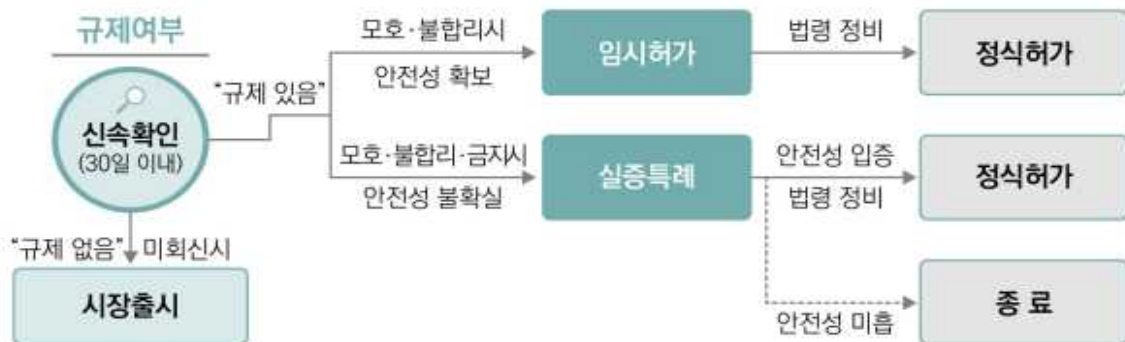 규제여부
신속확인
(30일 이내)
"규제 있음"
"규제 없음" 미회신시
시장출시
모호·불합리시
안전성 확보
임시허가
법령 정비
정식허가
모호·불합리·금지시
안전성 불확실
실증특례
안전성 입증
법령 정비
정식허가
안전성 미흡
종 료